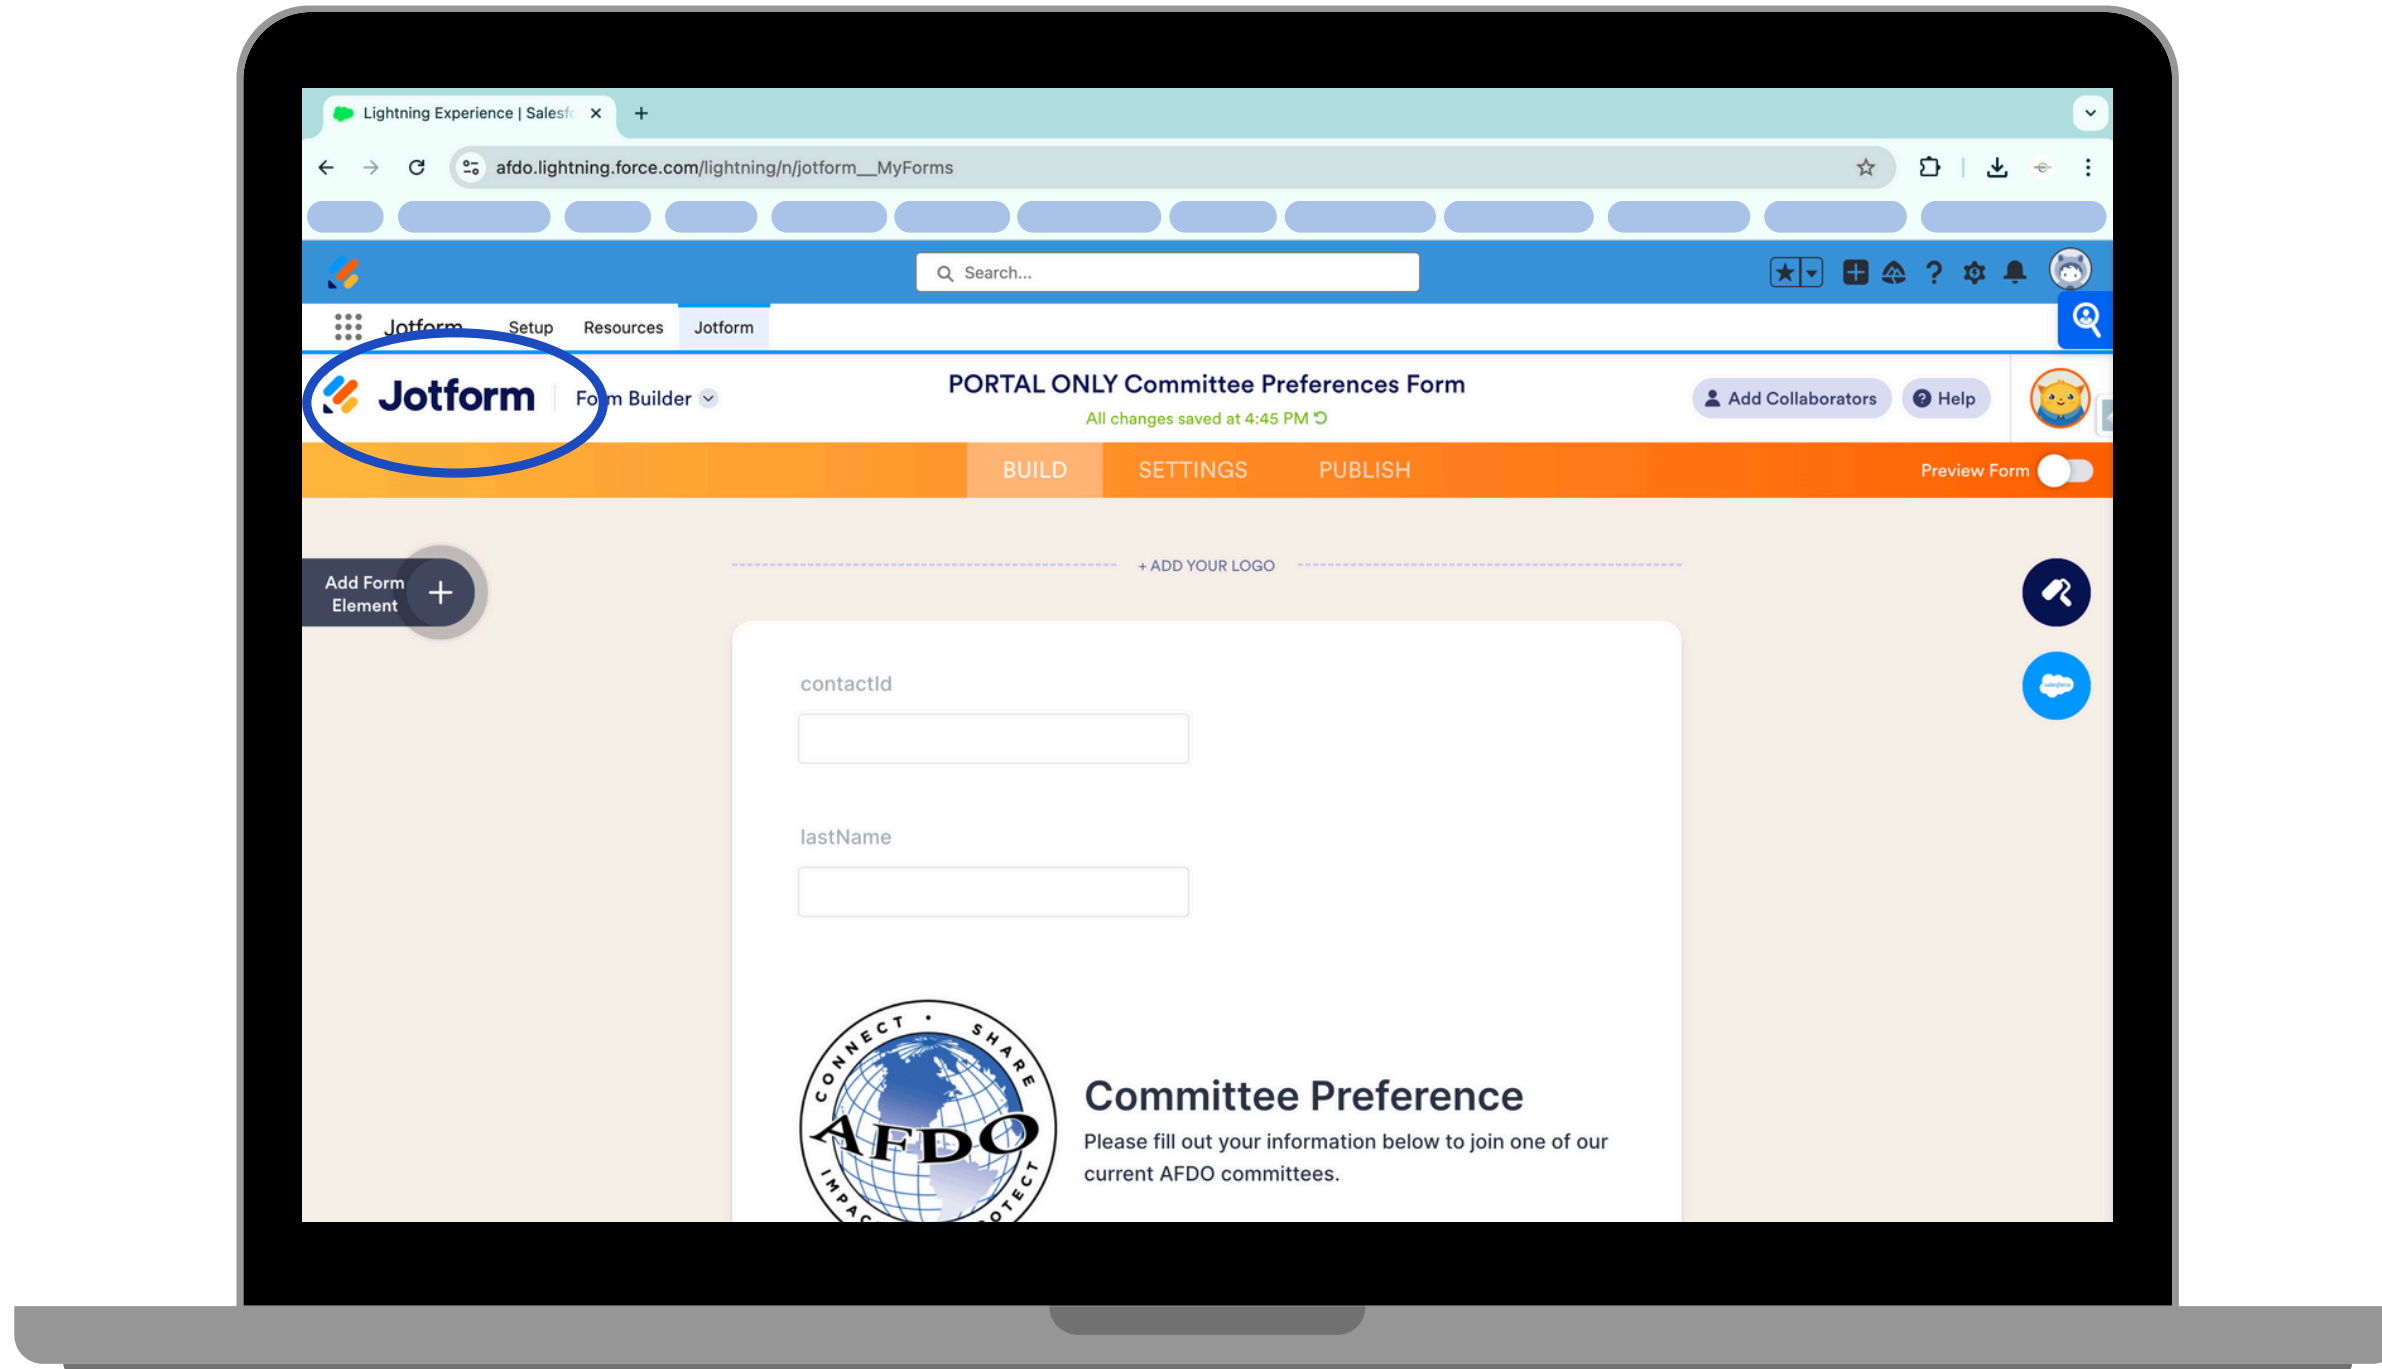 Lightning Experience | Salesfo
afdo.lightning.force.com/lightning/n/jotform__MyForms
Search...
Jotform Setup Resources Jotform
Jotform Form Builder
PORTAL ONLY Committee Preferences Form
All changes saved at 4:45 PM
Add Collaborators Help
BUILD SETTINGS PUBLISH
Preview Form
Add Form
Element
+ ADD YOUR LOGO
salesforce
contactId
lastName
CONNECT · SHARE
AFDO
Committee Preference
Please fill out your information below to join one of our
current AFDO committees.